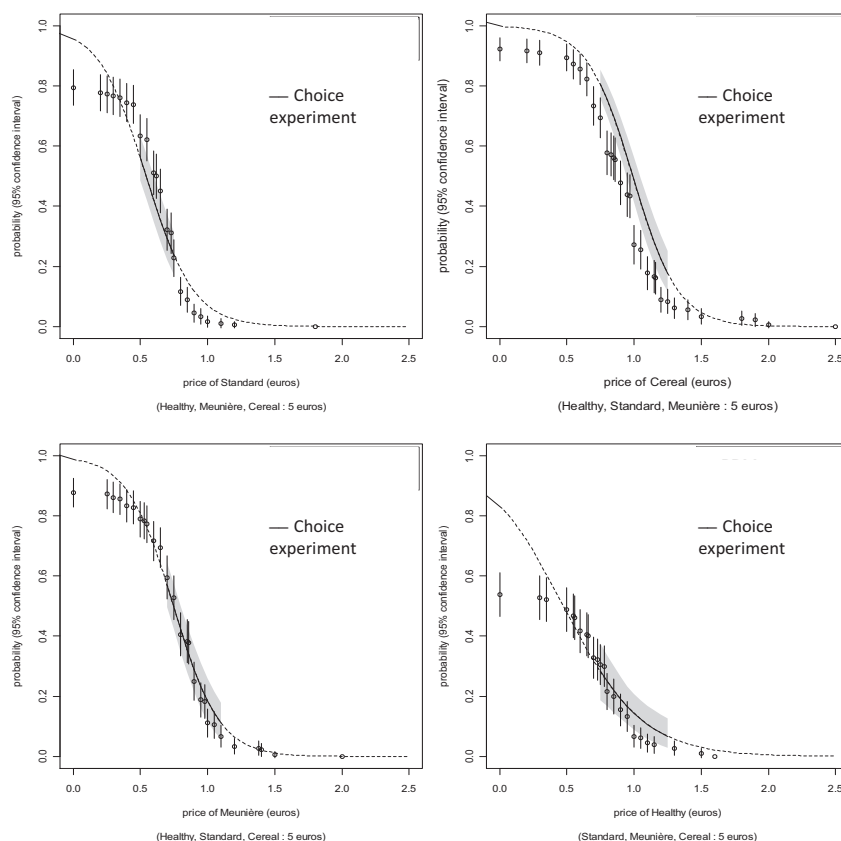 probability (95% confidence interval)
1.0
0.8
0.6
0.4
0.2
0.0
— Choice
experiment
0.0 0.5 1.0 1.5 2.0 2.5
price of Standard (euros)
(Healthy, Meunière, Cereal : 5 euros)
probability (95% confidence interval)
1.0
0.8
0.6
0.4
0.2
0.0
— Choice
experiment
0.0 0.5 1.0 1.5 2.0 2.5
price of Cereal (euros)
(Healthy, Standard, Meunière : 5 euros)
probability (95% confidence interval)
1.0
0.8
0.6
0.4
0.2
0.0
— Choice
experiment
0.0 0.5 1.0 1.5 2.0 2.5
price of Meunière (euros)
(Healthy, Standard, Cereal : 5 euros)
probability (95% confidence interval)
1.0
0.8
0.6
0.4
0.2
0.0
— Choice
experiment
0.0 0.5 1.0 1.5 2.0 2.5
price of Healthy (euros)
(Standard, Meunière, Cereal : 5 euros)